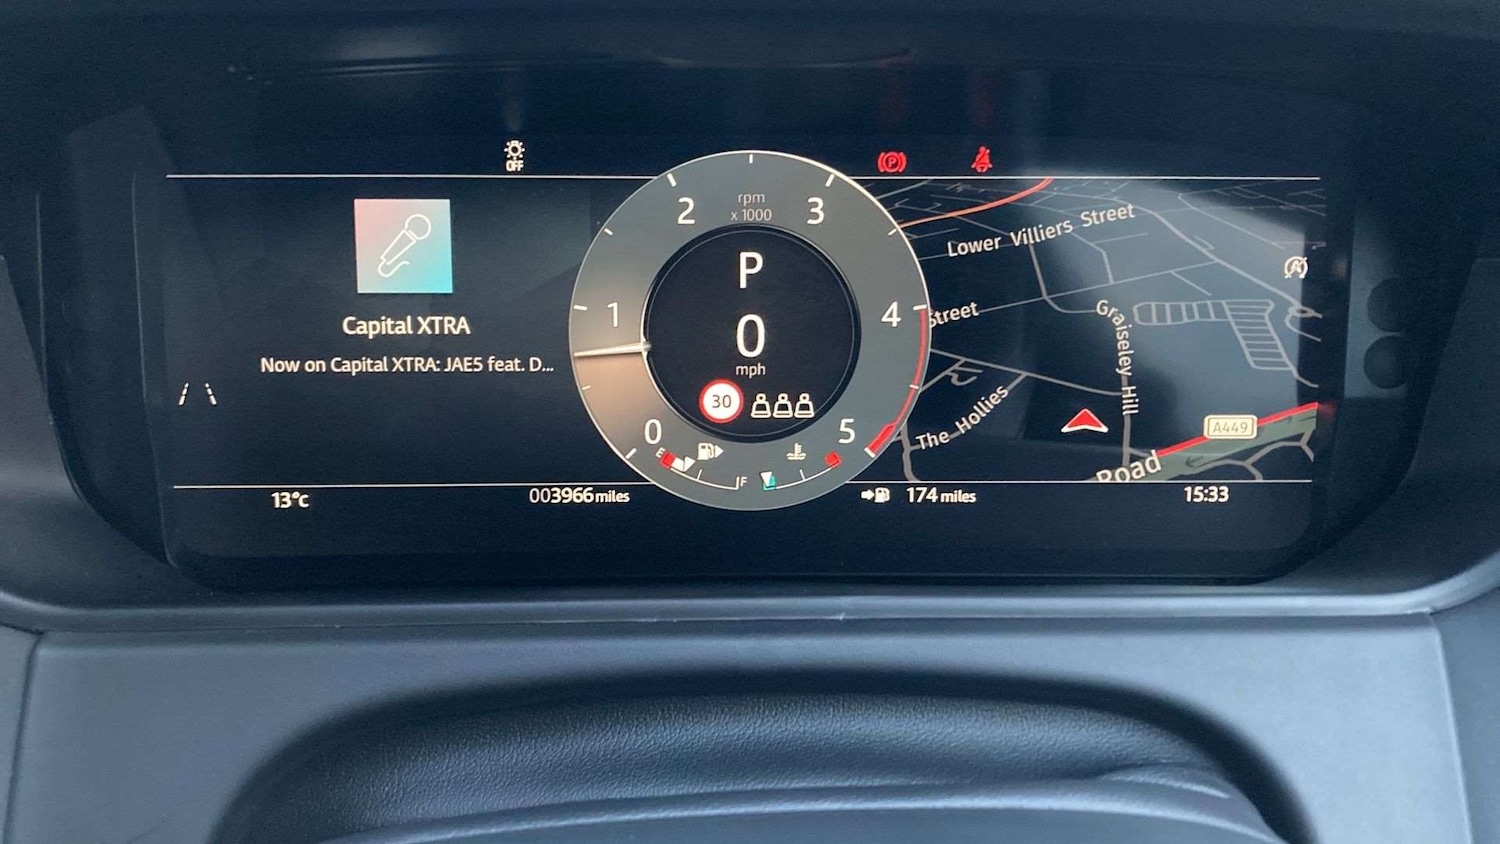 OFF
P
Capital XTRA
Now on Capital XTRA: JAE5 feat. D...
rpm
x 1000
0
1
2
3
4
5
P
0
mph
30
E
F
Lower Villiers Street
Street
Graiseley Hill
The Hollies
A449
Road
A
13°c
003966 miles
174 miles
15:33